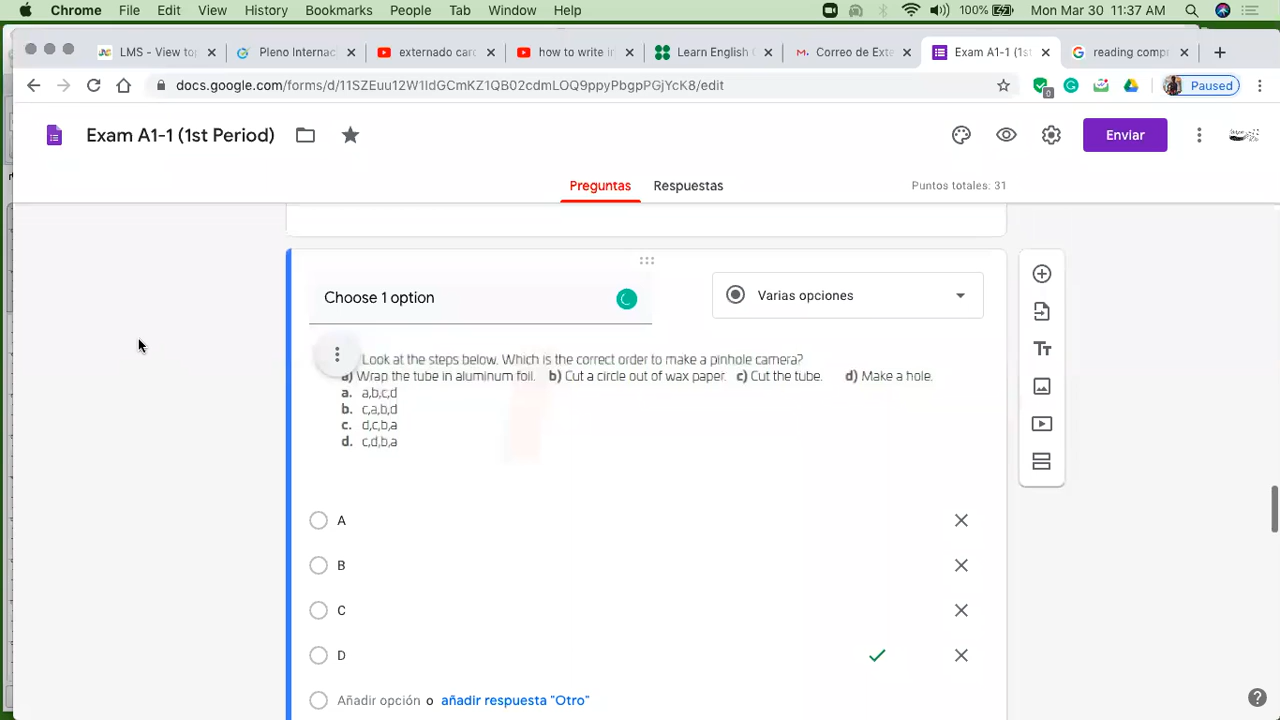 Chrome File Edit View History Bookmarks People Tab Window Help 100% Mon Mar 30 11:37 AM
LMS - View to Pleno Internac externado card how to write i Learn English Correo de Exte Exam A1-1 (1st reading comp
docs.google.com/forms/d/11SZEuu12W1IdGCmKZ1QB02cdmLOQ9ppyPbgpPGjYcK8/edit 0 Paused
Exam A1-1 (1st Period) Enviar
Preguntas Respuestas Puntos totales: 31
Choose 1 option Varias opciones
Look at the steps below. Which is the correct order to make a pinhole camera?
a) Wrap the tube in aluminum foil. b) Cut a circle out of wax paper. c) Cut the tube. d) Make a hole.
a. a,b,c,d
b. c,a,b,d
c. d,c,b,a
d. c,d,b,a
A
B
C
D
Añadir opción o añadir respuesta "Otro"